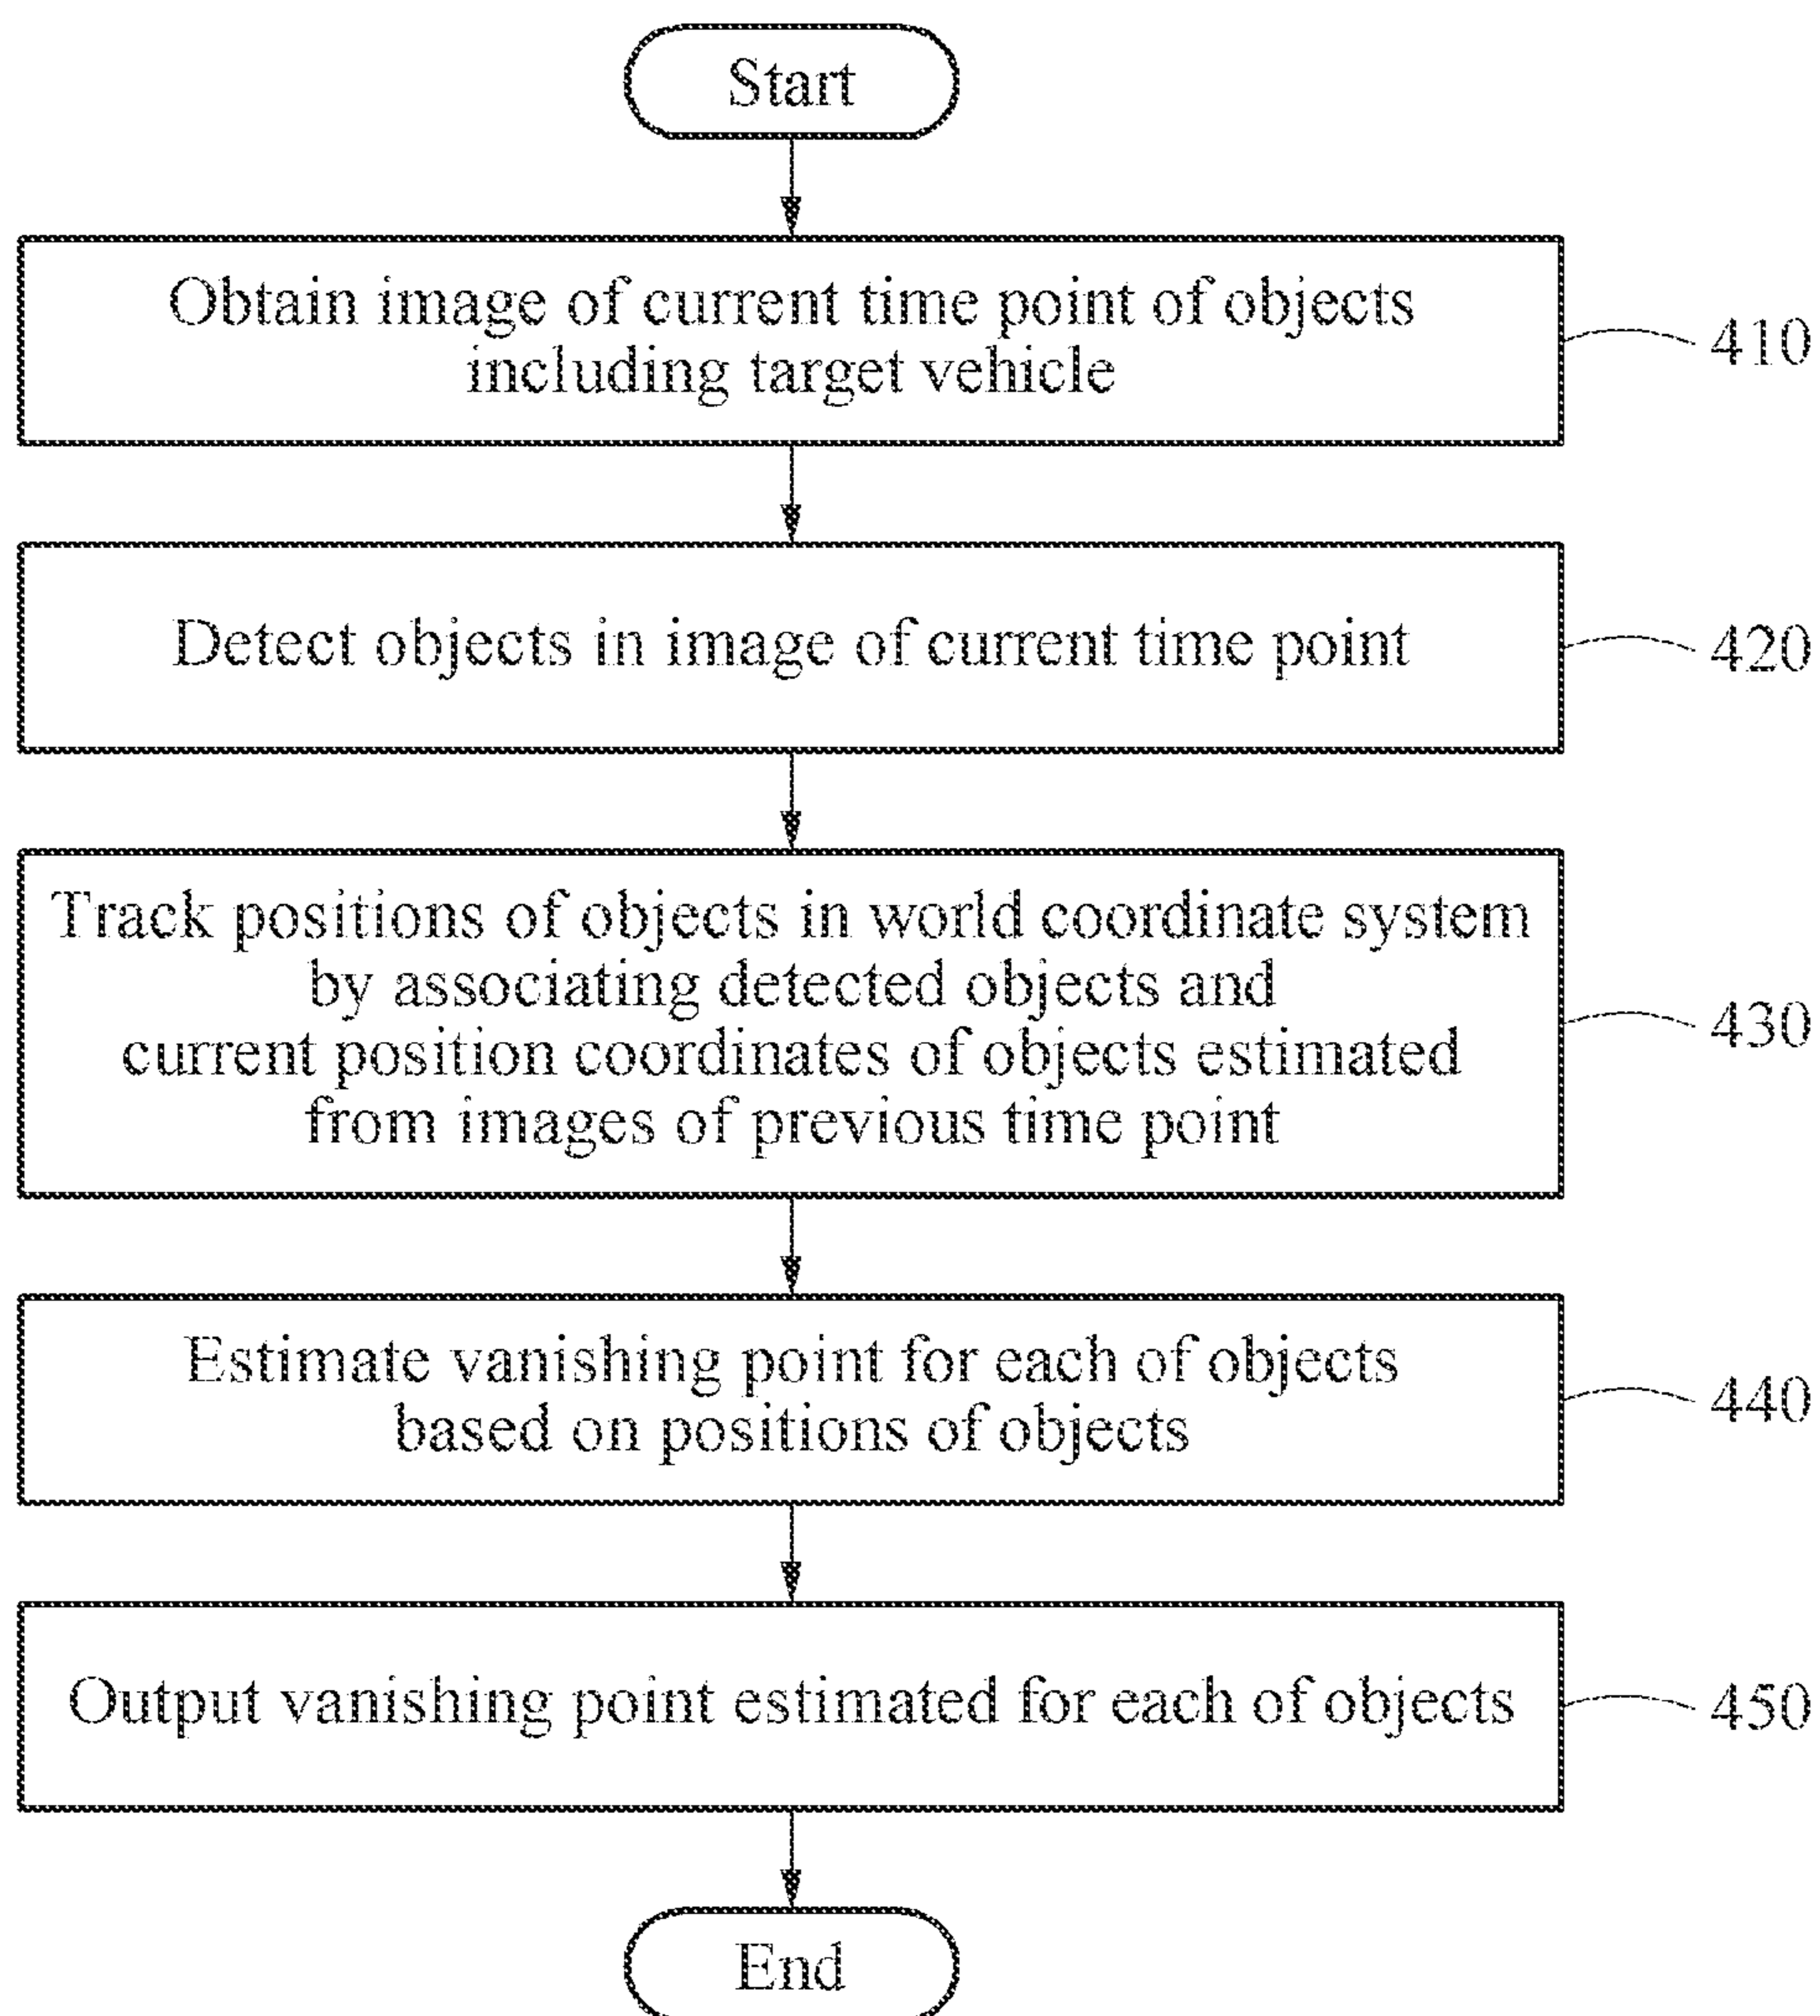 Start
Obtain image of current time point of objects
including target vehicle
410
Detect objects in image of current time point
420
Track positions of objects in world coordinate system
by associating detected objects and
current position coordinates of objects estimated
from images of previous time point
430
Estimate vanishing point for each of objects
based on positions of objects
440
Output vanishing point estimated for each of objects
450
End